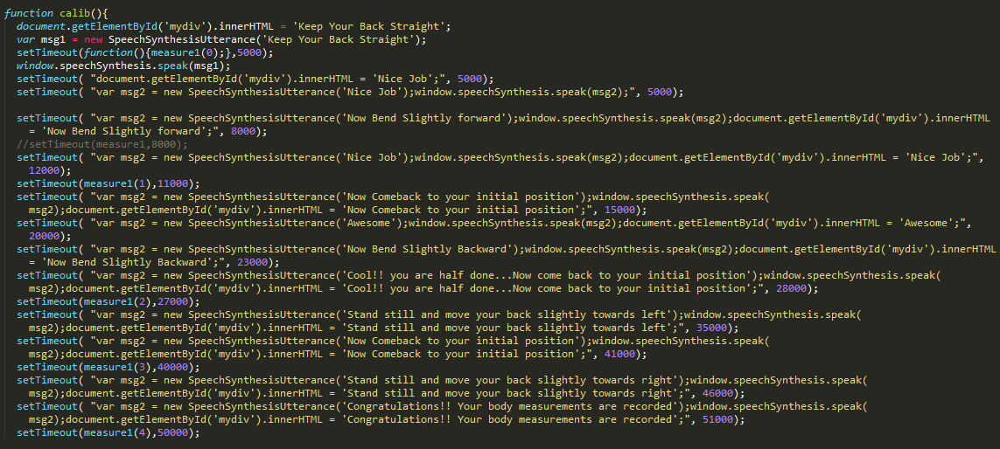 function calib(){
document.getElementById('mydiv').innerHTML = 'Keep Your Back Straight';
var msg1 = new SpeechSynthesisUtterance('Keep Your Back Straight');
setTimeout(function(){measure1(0);},5000);
window.speechSynthesis.speak(msg1);
setTimeout( "document.getElementById('mydiv').innerHTML = 'Nice Job';", 5000);
setTimeout( "var msg2 = new SpeechSynthesisUtterance('Nice Job');window.speechSynthesis.speak(msg2);", 5000);
setTimeout( "var msg2 = new SpeechSynthesisUtterance('Now Bend Slightly forward');window.speechSynthesis.speak(msg2);document.getElementById('mydiv').innerHTML
= 'Now Bend Slightly forward';", 8000);
//setTimeout(measure1,8000);
setTimeout( "var msg2 = new SpeechSynthesisUtterance('Nice Job');window.speechSynthesis.speak(msg2);document.getElementById('mydiv').innerHTML = 'Nice Job';",
12000);
setTimeout(measure1(1),11000);
setTimeout( "var msg2 = new SpeechSynthesisUtterance('Now Comeback to your initial position');window.speechSynthesis.speak(
msg2);document.getElementById('mydiv').innerHTML = 'Now Comeback to your initial position';", 15000);
setTimeout( "var msg2 = new SpeechSynthesisUtterance('Awesome');window.speechSynthesis.speak(msg2);document.getElementById('mydiv').innerHTML = 'Awesome';",
20000);
setTimeout( "var msg2 = new SpeechSynthesisUtterance('Now Bend Slightly Backward');window.speechSynthesis.speak(msg2);document.getElementById('mydiv').innerHTML
= 'Now Bend Slightly Backward';", 23000);
setTimeout( "var msg2 = new SpeechSynthesisUtterance('Cool!! you are half done...Now come back to your initial position');window.speechSynthesis.speak(
msg2);document.getElementById('mydiv').innerHTML = 'Cool!! you are half done...Now come back to your initial position';", 28000);
setTimeout(measure1(2),27000);
setTimeout( "var msg2 = new SpeechSynthesisUtterance('Stand still and move your back slightly towards left');window.speechSynthesis.speak(
msg2);document.getElementById('mydiv').innerHTML = 'Stand still and move your back slightly towards left';", 35000);
setTimeout( "var msg2 = new SpeechSynthesisUtterance('Now Comeback to your initial position');window.speechSynthesis.speak(
msg2);document.getElementById('mydiv').innerHTML = 'Now Comeback to your initial position';", 41000);
setTimeout(measure1(3),40000);
setTimeout( "var msg2 = new SpeechSynthesisUtterance('Stand still and move your back slightly towards right');window.speechSynthesis.speak(
msg2);document.getElementById('mydiv').innerHTML = 'Stand still and move your back slightly towards right';", 46000);
setTimeout( "var msg2 = new SpeechSynthesisUtterance('Congratulations!! Your body measurements are recorded');window.speechSynthesis.speak(
msg2);document.getElementById('mydiv').innerHTML = 'Congratulations!! Your body measurements are recorded';", 51000);
setTimeout(measure1(4),50000);